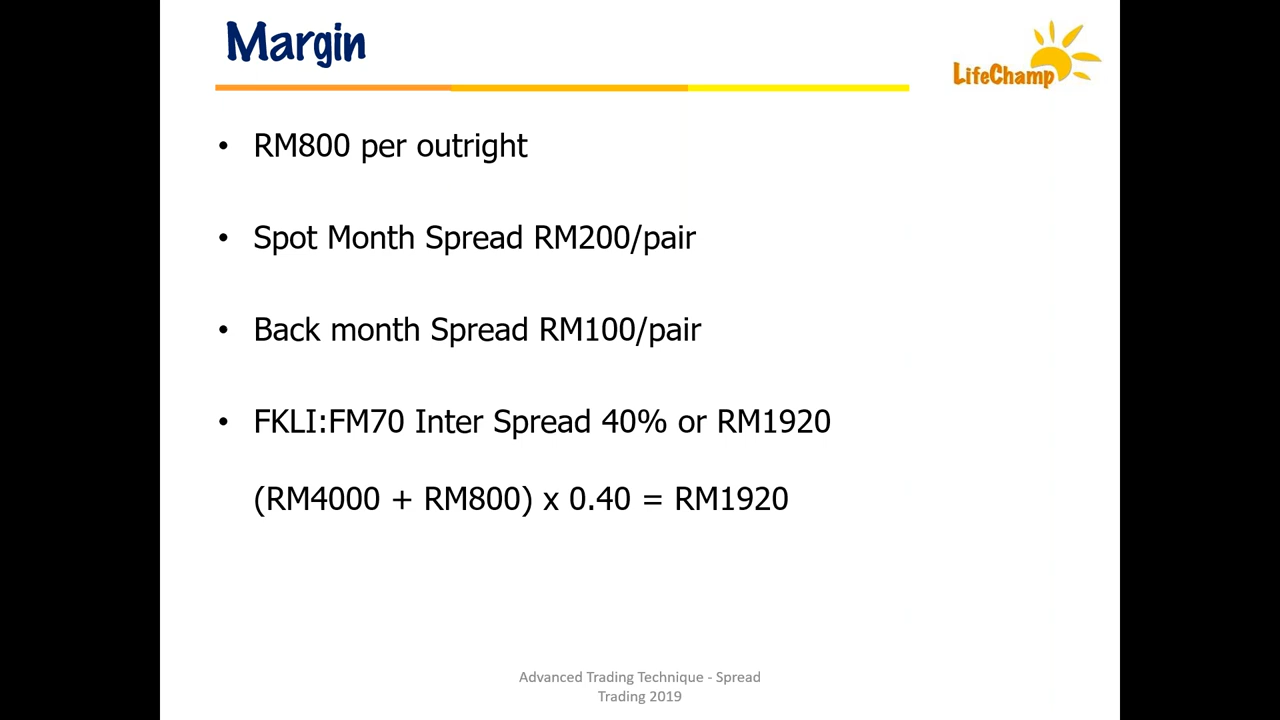 Margin
LifeChamp
• RM800 per outright
• Spot Month Spread RM200/pair
• Back month Spread RM100/pair
• FKLI:FM70 Inter Spread 40% or RM1920
(RM4000 + RM800) x 0.40 = RM1920
Advanced Trading Technique - Spread
Trading 2019